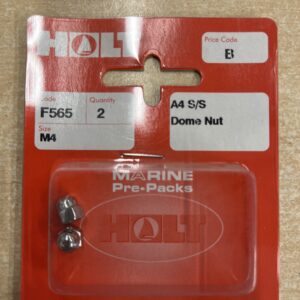 HOLT
Price Code
B
Code
F565
Quantity
2
Size
M4
A4 S/S
Dome Nut
MARINE
Pre-Packs
HOLT